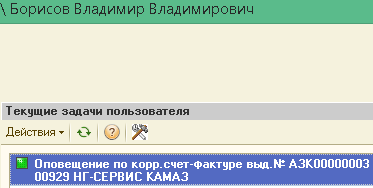 \ Борисов Владимир Владимирович
Текущие задачи пользователя
Действия
Оповещение по корр.счет-фактуре выд.№ АЗК00000003
00929 НГ-СЕРВИС КАМАЗ